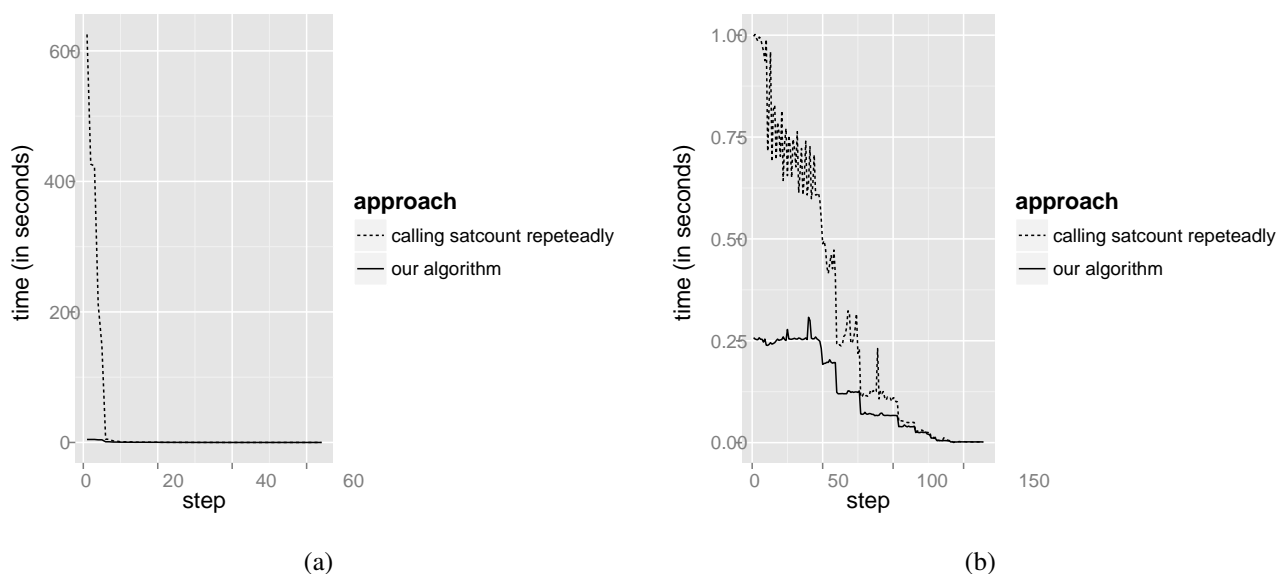 600
400
200
0
time (in seconds)
0 20 40 60
step
approach
calling satcount repeteadly
our algorithm
(a)
1.00
0.75
0.50
0.25
0.00
time (in seconds)
0 50 100 150
step
approach
calling satcount repeteadly
our algorithm
(b)